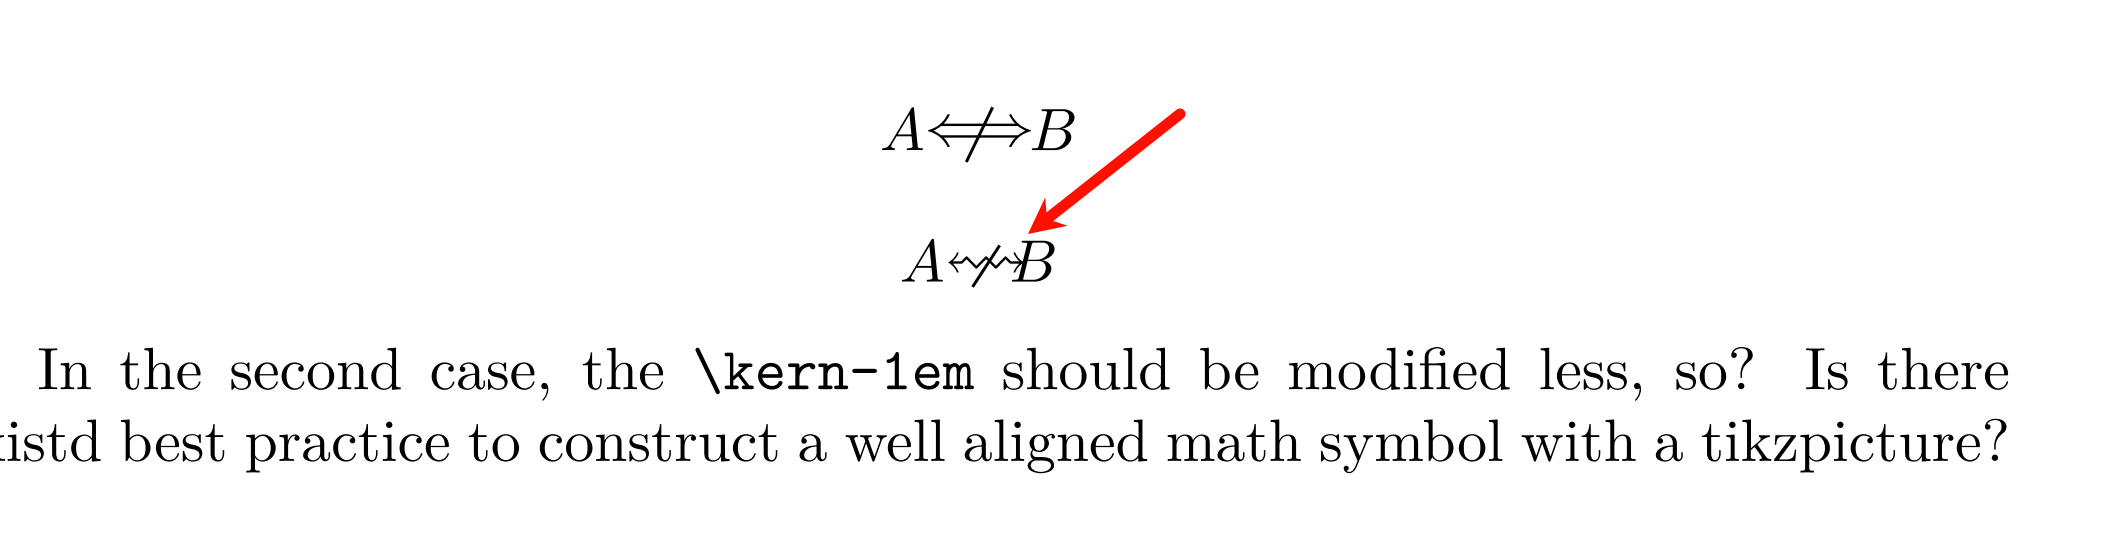 A ⇎ B
A ↮ B
In the second case, the \kern-1em should be modified less, so? Is there
istd best practice to construct a well aligned math symbol with a tikzpicture?